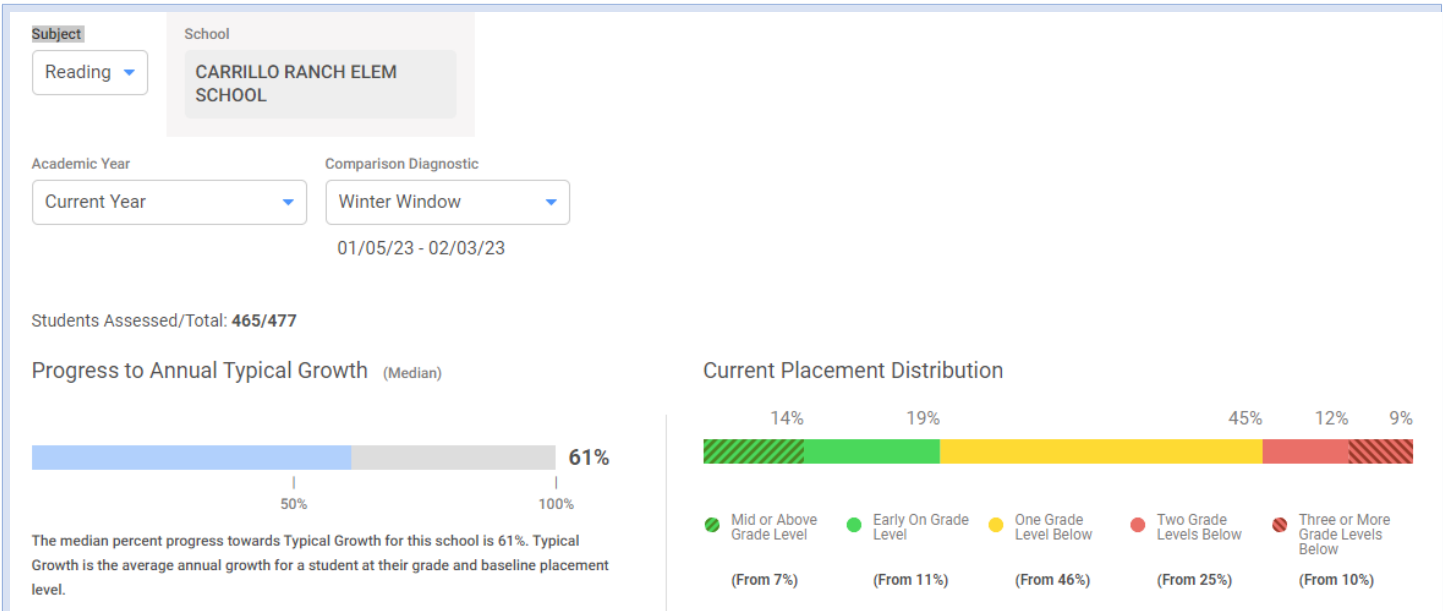 Subject
School
Reading
CARRILLO RANCH ELEM
SCHOOL
Academic Year
Comparison Diagnostic
Current Year
Winter Window
01/05/23 - 02/03/23
Students Assessed/Total: 465/477
Progress to Annual Typical Growth (Median)
61%
50%
100%
The median percent progress towards Typical Growth for this school is 61%. Typical
Growth is the average annual growth for a student at their grade and baseline placement
level.
Current Placement Distribution
14% 19% 45% 12% 9%
Mid or Above
Grade Level
(From 7%)
Early On Grade
Level
(From 11%)
One Grade
Level Below
(From 46%)
Two Grade
Levels Below
(From 25%)
Three or More
Grade Levels
Below
(From 10%)